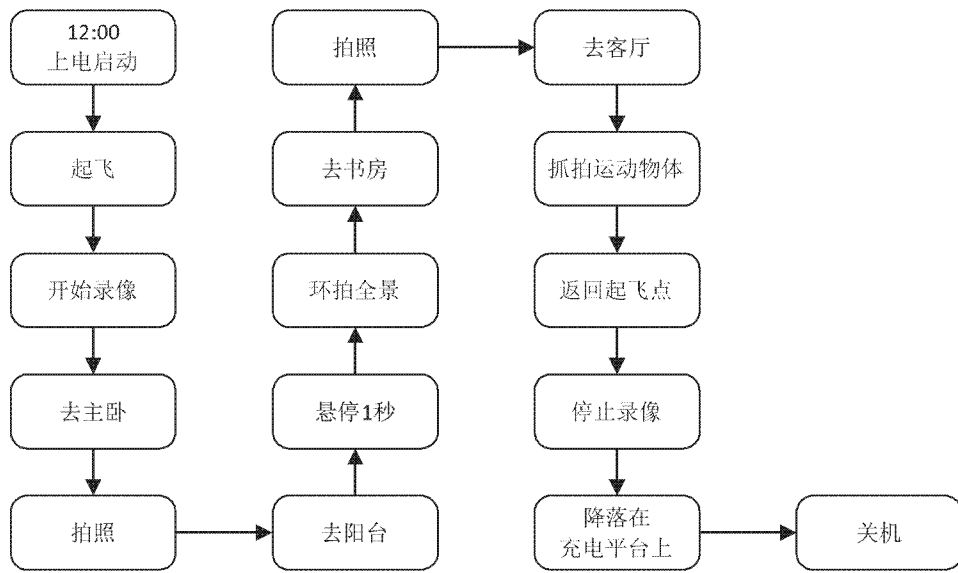 12:00
上电启动
起飞
开始录像
去主卧
拍照
去阳台
悬停1秒
环拍全景
去书房
拍照
去客厅
抓拍运动物体
返回起飞点
停止录像
降落在
充电平台上
关机